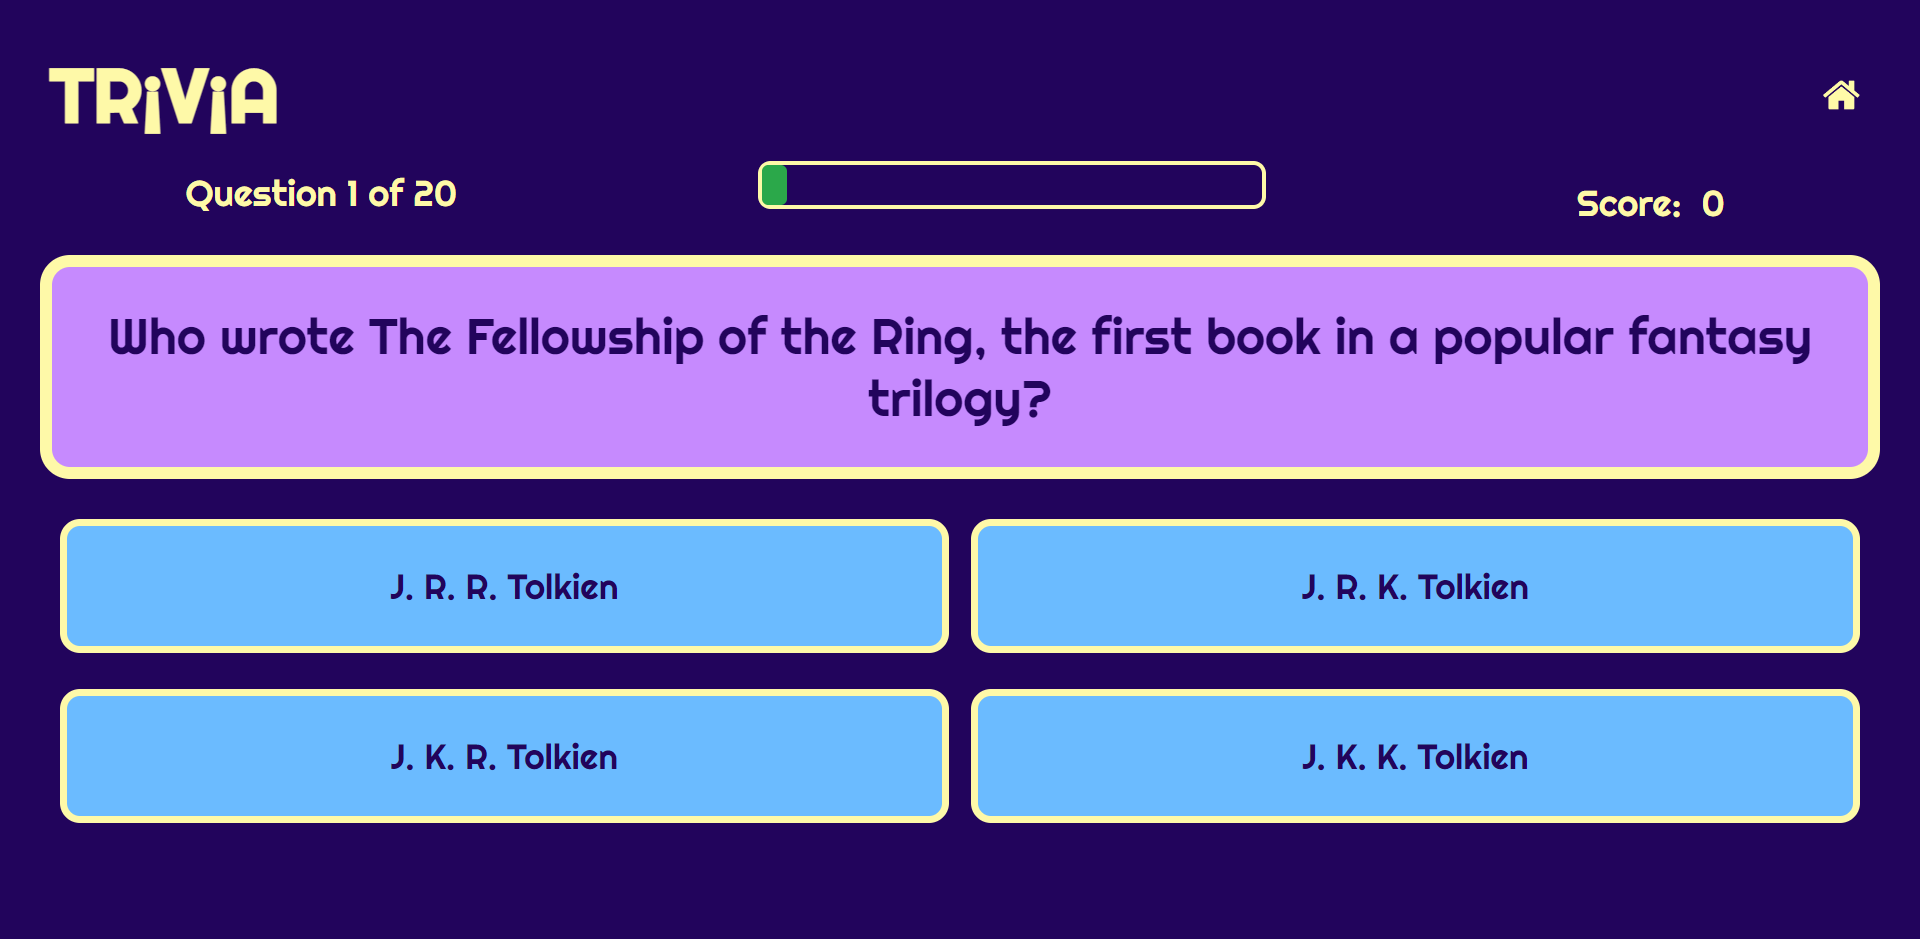 TRiViA
Question 1 of 20
Score: 0
Who wrote The Fellowship of the Ring, the first book in a popular fantasy
trilogy?
J. R. R. Tolkien
J. R. K. Tolkien
J. K. R. Tolkien
J. K. K. Tolkien